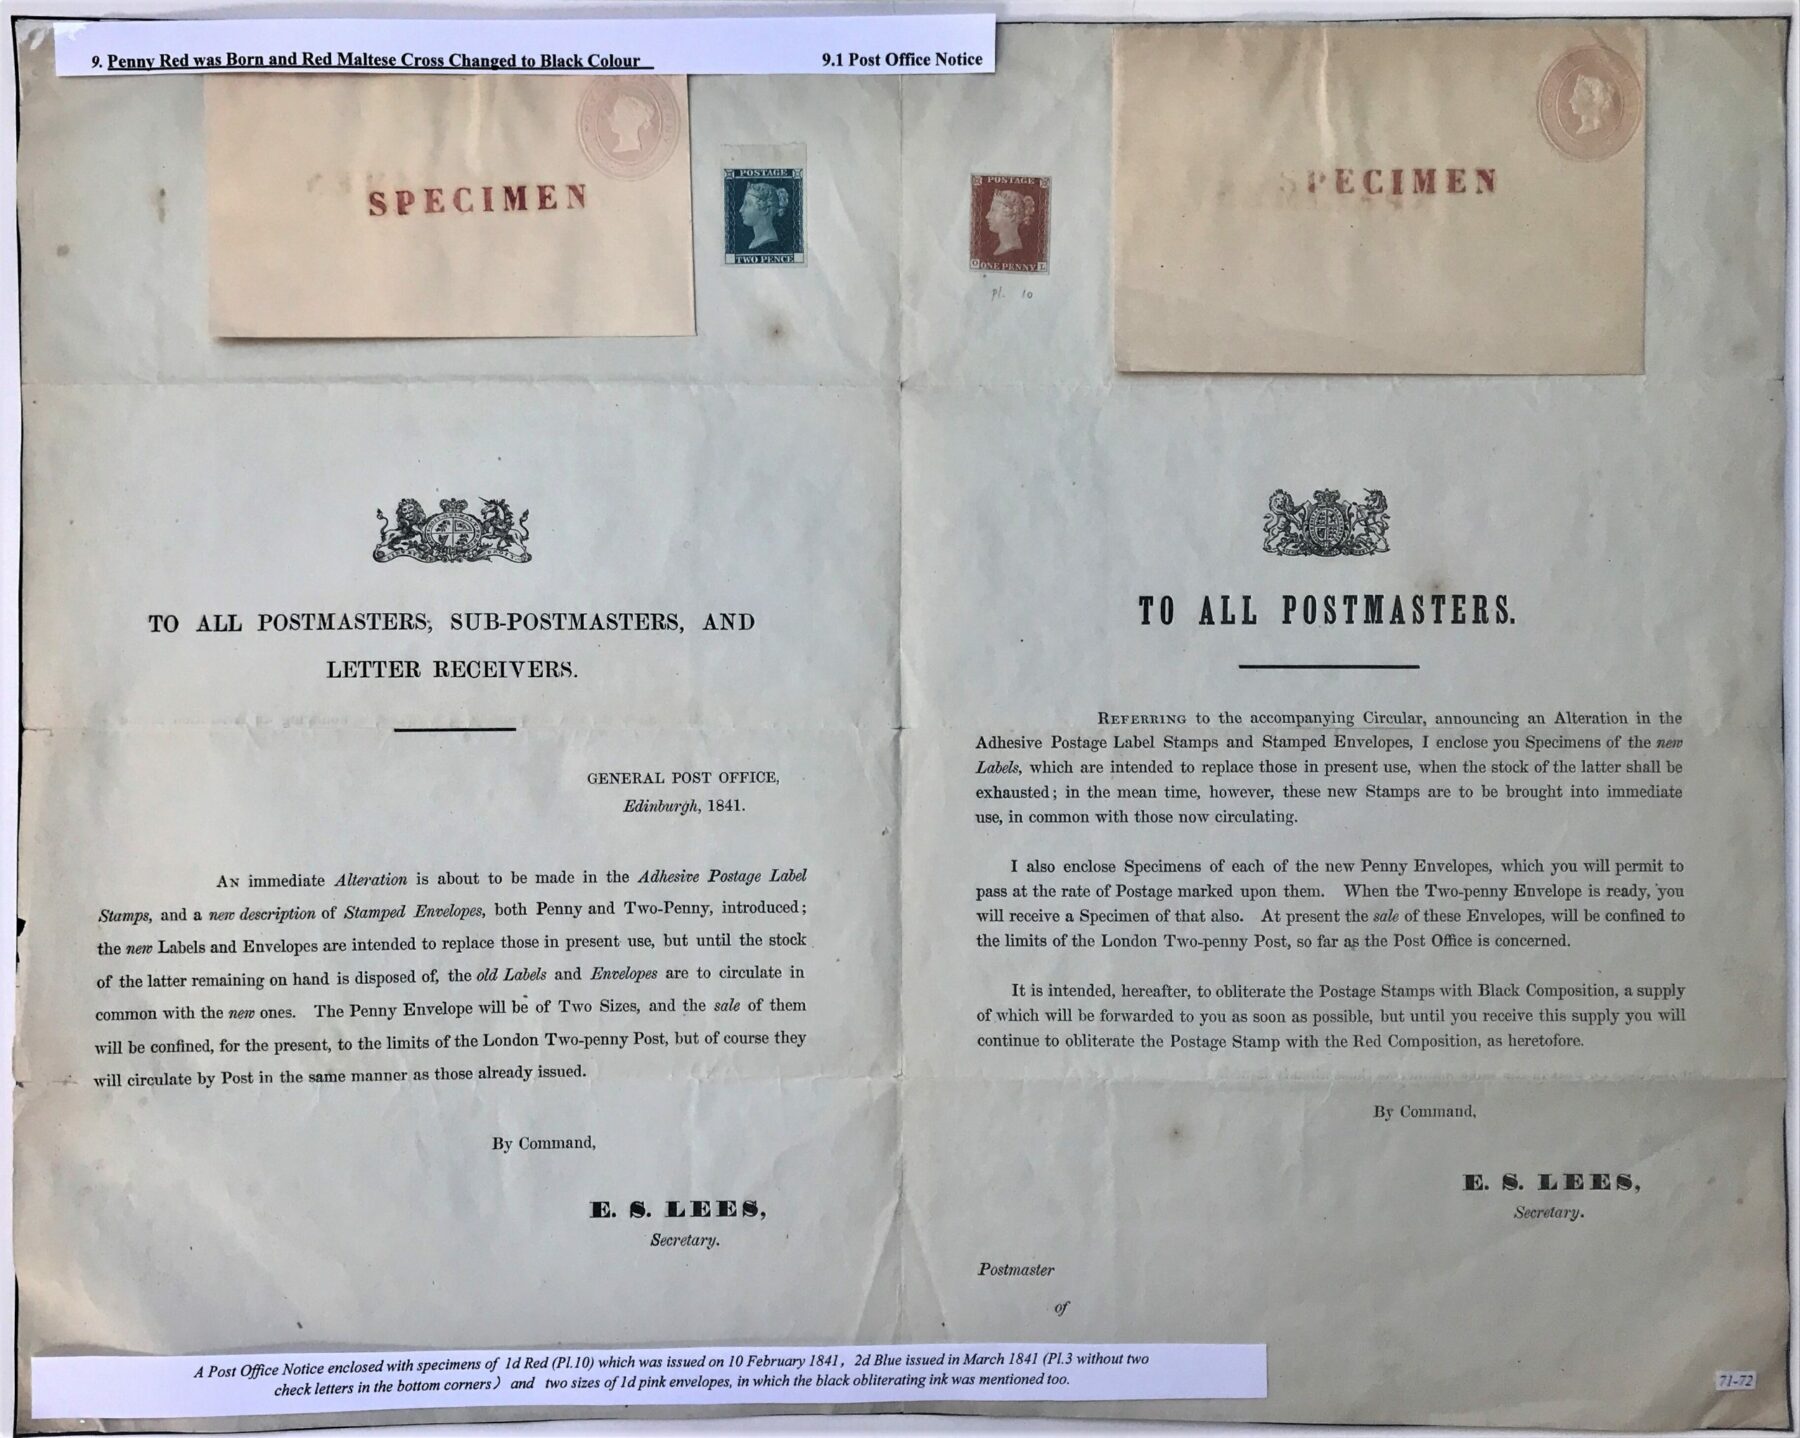 9. Penny Red was Born and Red Maltese Cross Changed to Black Colour 9.1 Post Office Notice
SPECIMEN
POSTAGE
TWO PENCE
POSTAGE
ONE PENNY
pl. 10
SPECIMEN
TO ALL POSTMASTERS, SUB-POSTMASTERS, AND
LETTER RECEIVERS.
GENERAL POST OFFICE,
Edinburgh, 1841.
AN immediate Alteration is about to be made in the Adhesive Postage Label
Stamps, and a new description of Stamped Envelopes, both Penny and Two-Penny, introduced;
the new Labels and Envelopes are intended to replace those in present use, but until the stock
of the latter remaining on hand is disposed of, the old Labels and Envelopes are to circulate in
common with the new ones. The Penny Envelope will be of Two Sizes, and the sale of them
will be confined, for the present, to the limits of the London Two-penny Post, but of course they
will circulate by Post in the same manner as those already issued.
By Command,
E. S. LEES,
Secretary.
TO ALL POSTMASTERS.
REFERRING to the accompanying Circular, announcing an Alteration in the
Adhesive Postage Label Stamps and Stamped Envelopes, I enclose you Specimens of the new
Labels, which are intended to replace those in present use, when the stock of the latter shall be
exhausted; in the mean time, however, these new Stamps are to be brought into immediate
use, in common with those now circulating.
I also enclose Specimens of each of the new Penny Envelopes, which you will permit to
pass at the rate of Postage marked upon them. When the Two-penny Envelope is ready, you
will receive a Specimen of that also. At present the sale of these Envelopes, will be confined to
the limits of the London Two-penny Post, so far as the Post Office is concerned.
It is intended, hereafter, to obliterate the Postage Stamps with Black Composition, a supply
of which will be forwarded to you as soon as possible, but until you receive this supply you will
continue to obliterate the Postage Stamp with the Red Composition, as heretofore.
By Command,
E. S. LEES,
Secretary.
Postmaster
of
A Post Office Notice enclosed with specimens of 1d Red (Pl.10) which was issued on 10 February 1841, 2d Blue issued in March 1841 (Pl.3 without two
check letters in the bottom corners) and two sizes of 1d pink envelopes, in which the black obliterating ink was mentioned too.
71-72